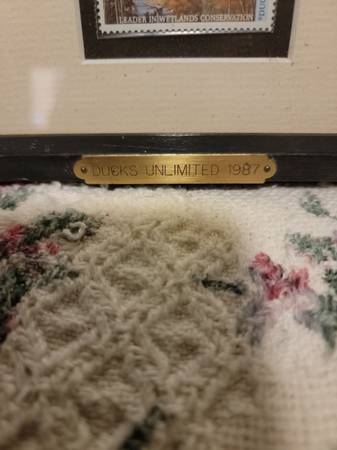 LEADER IN WETLANDS CONSERVATION
DUCKS UNLIMITED 1987